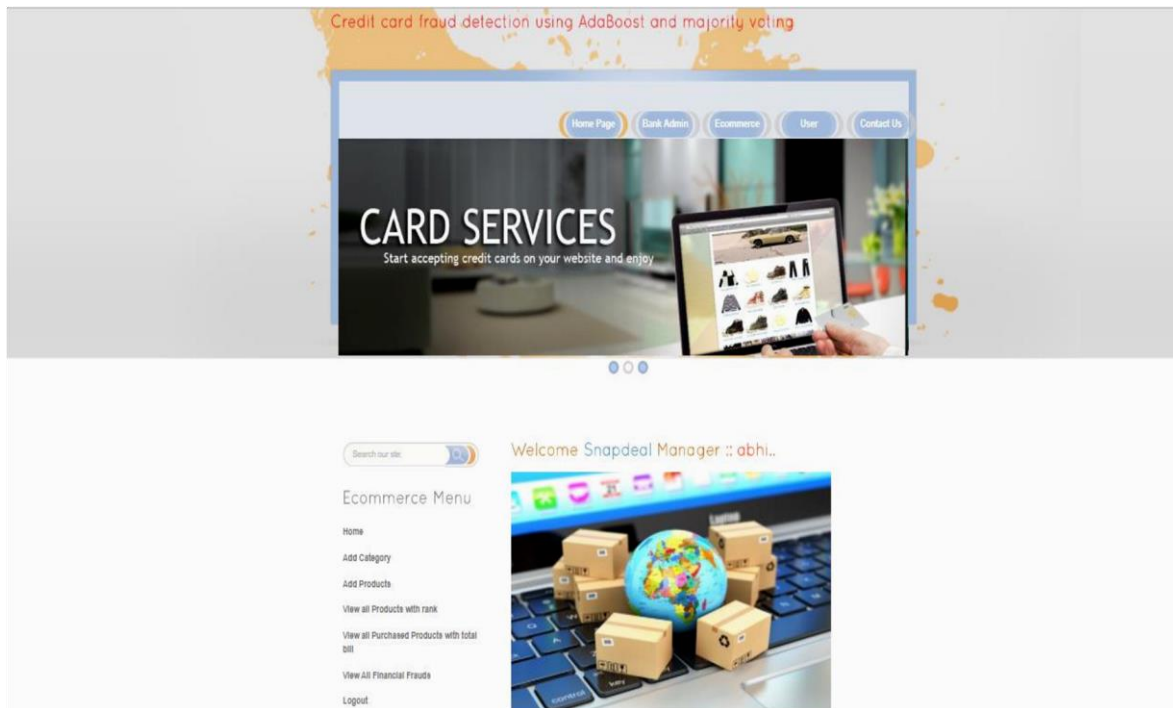 Credit card fraud detection using AdaBoost and majority voting
Home Page
Bank Admin
Ecommerce
User
Contact Us
CARD SERVICES
Start accepting credit cards on your website and enjoy
Search our site:
Welcome Snapdeal Manager :: abhi..
Ecommerce Menu
Home
Add Category
Add Products
View all Products with rank
View all Purchased Products with total
bill
View All Financial Frauds
Logout
control